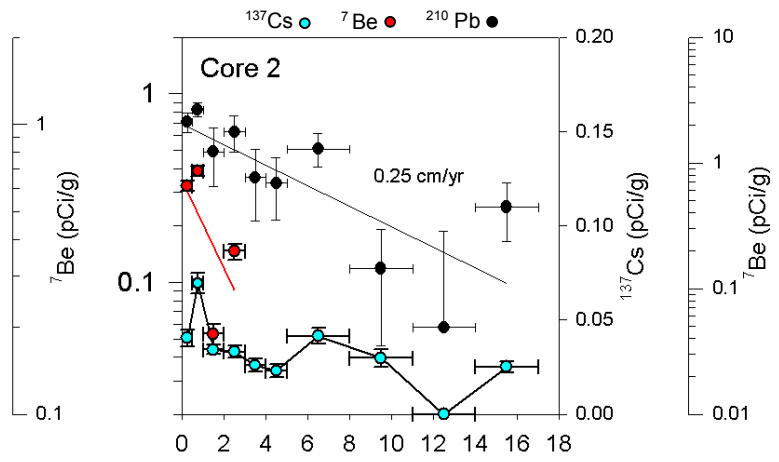 ¹³⁷Cs ⁷Be ²¹⁰Pb
Core 2
0.25 cm/yr
⁷Be (pCi/g)
1
0.1
1
0.1
0.20
0.15
0.10
0.05
0.00
¹³⁷Cs (pCi/g)
10
1
0.1
0.01
⁷Be (pCi/g)
0 2 4 6 8 10 12 14 16 18